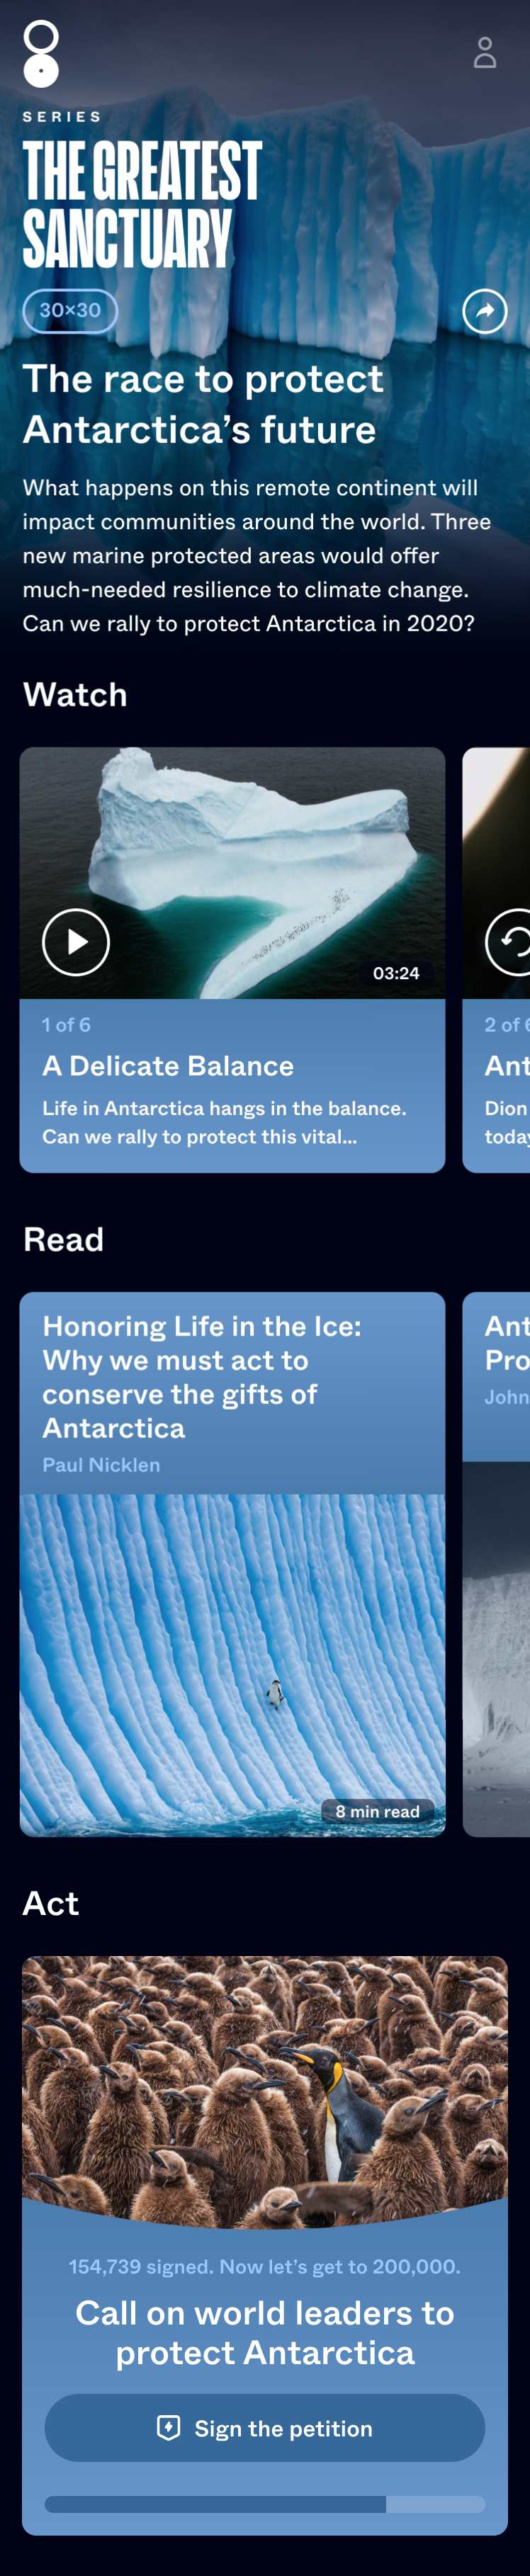 SERIES
THE GREATEST
SANCTUARY
30×30
The race to protect
Antarctica’s future
What happens on this remote continent will
impact communities around the world. Three
new marine protected areas would offer
much-needed resilience to climate change.
Can we rally to protect Antarctica in 2020?
Watch
03:24
1 of 6
A Delicate Balance
Life in Antarctica hangs in the balance.
Can we rally to protect this vital...
2 of 6
Ant
Dion
today
Read
Honoring Life in the Ice:
Why we must act to
conserve the gifts of
Antarctica
Paul Nicklen
8 min read
Ant
Pro
John
Act
154,739 signed. Now let’s get to 200,000.
Call on world leaders to
protect Antarctica
Sign the petition